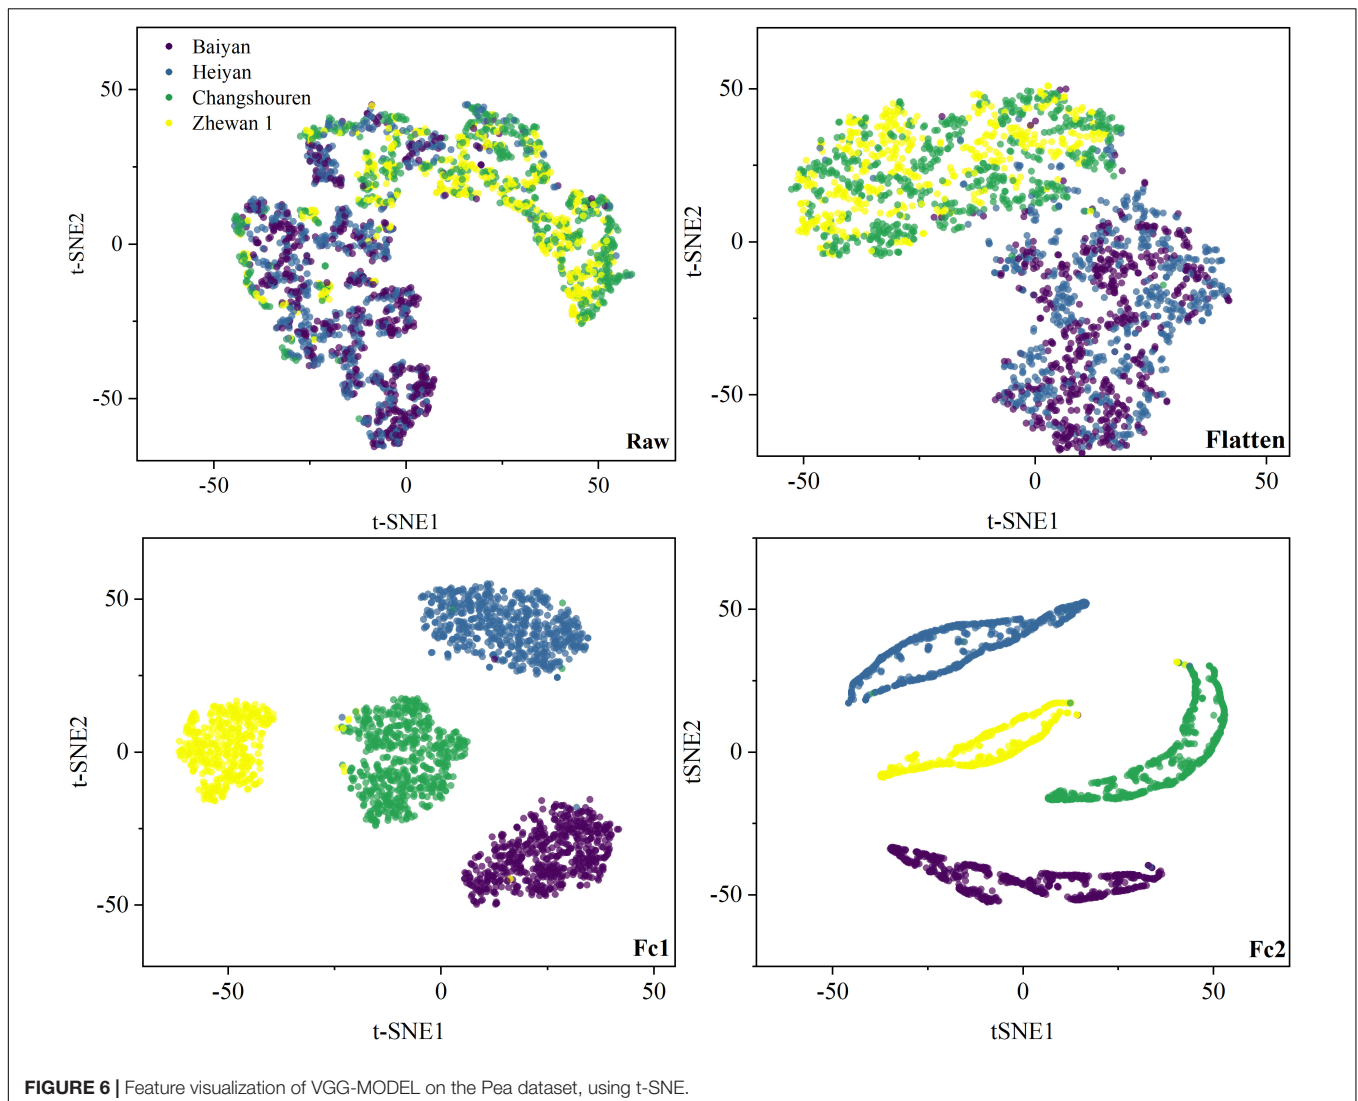 Baiyan
Heiyan
Changshouren
Zhewan 1
50
0
-50
t-SNE2
Raw
-50
0
50
t-SNE1
50
0
-50
t-SNE2
Flatten
-50
0
50
t-SNE1
50
0
-50
t-SNE2
Fc1
-50
0
50
t-SNE1
50
0
-50
tSNE2
Fc2
-50
0
50
tSNE1
FIGURE 6 | Feature visualization of VGG-MODEL on the Pea dataset, using t-SNE.